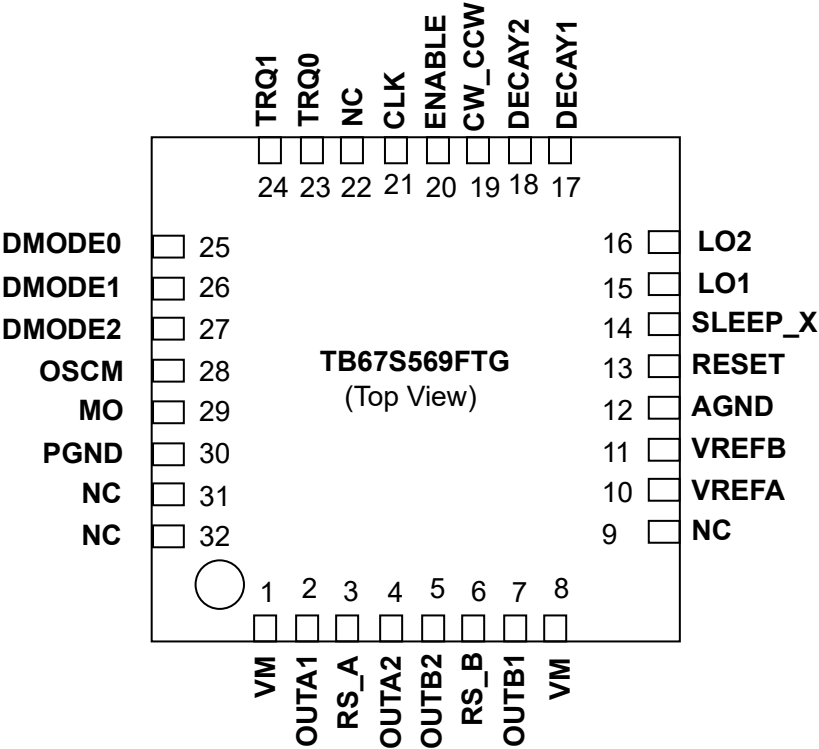 TRQ1 TRQ0 NC CLK ENABLE CW_CCW DECAY2 DECAY1
24 23 22 21 20 19 18 17
DMODE0 25 16 LO2
DMODE1 26 15 LO1
DMODE2 27 14 SLEEP_X
OSCM 28 TB67S569FTG 13 RESET
MO 29 (Top View) 12 AGND
PGND 30 11 VREFB
NC 31 10 VREFA
NC 32 9 NC
1 2 3 4 5 6 7 8
VM OUTA1 RS_A OUTA2 OUTB2 RS_B OUTB1 VM